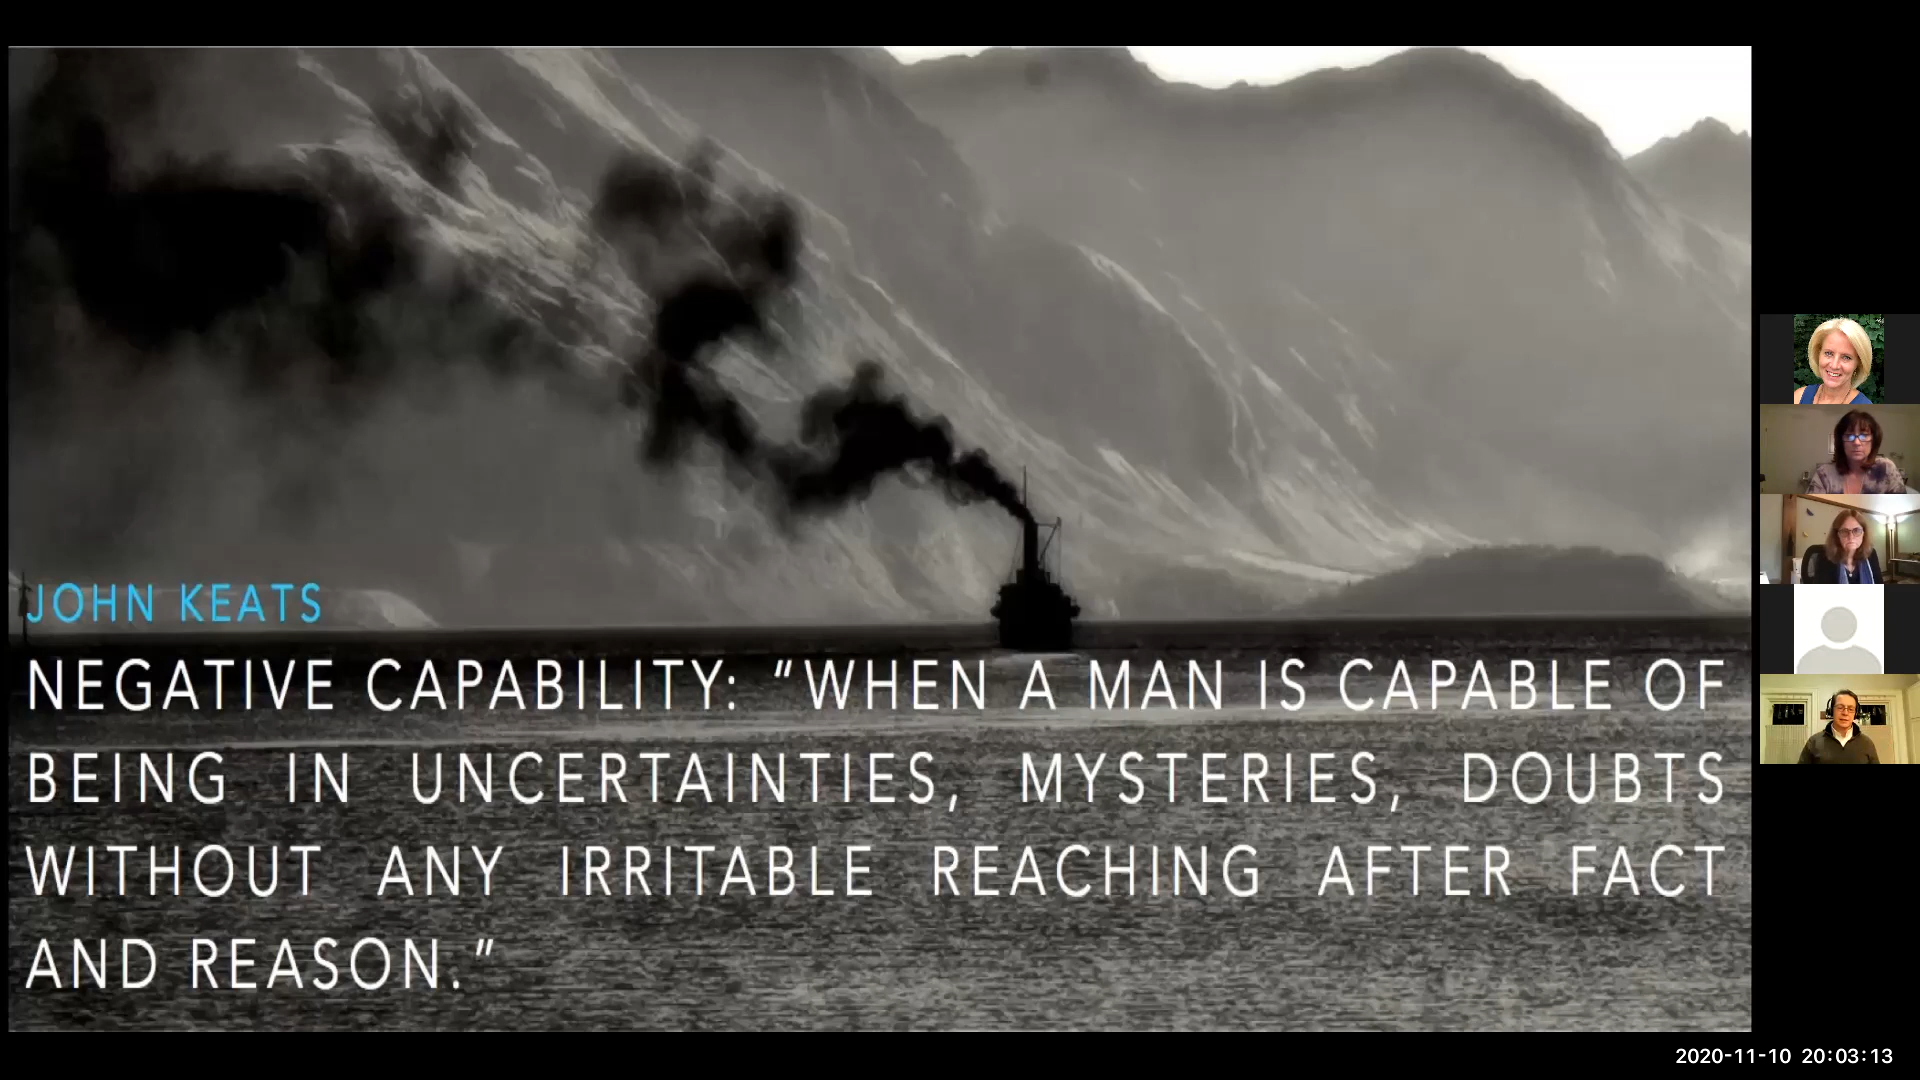 JOHN KEATS
NEGATIVE CAPABILITY: “WHEN A MAN IS CAPABLE OF
BEING IN UNCERTAINTIES, MYSTERIES, DOUBTS
WITHOUT ANY IRRITABLE REACHING AFTER FACT
AND REASON.”
2020-11-10 20:03:13